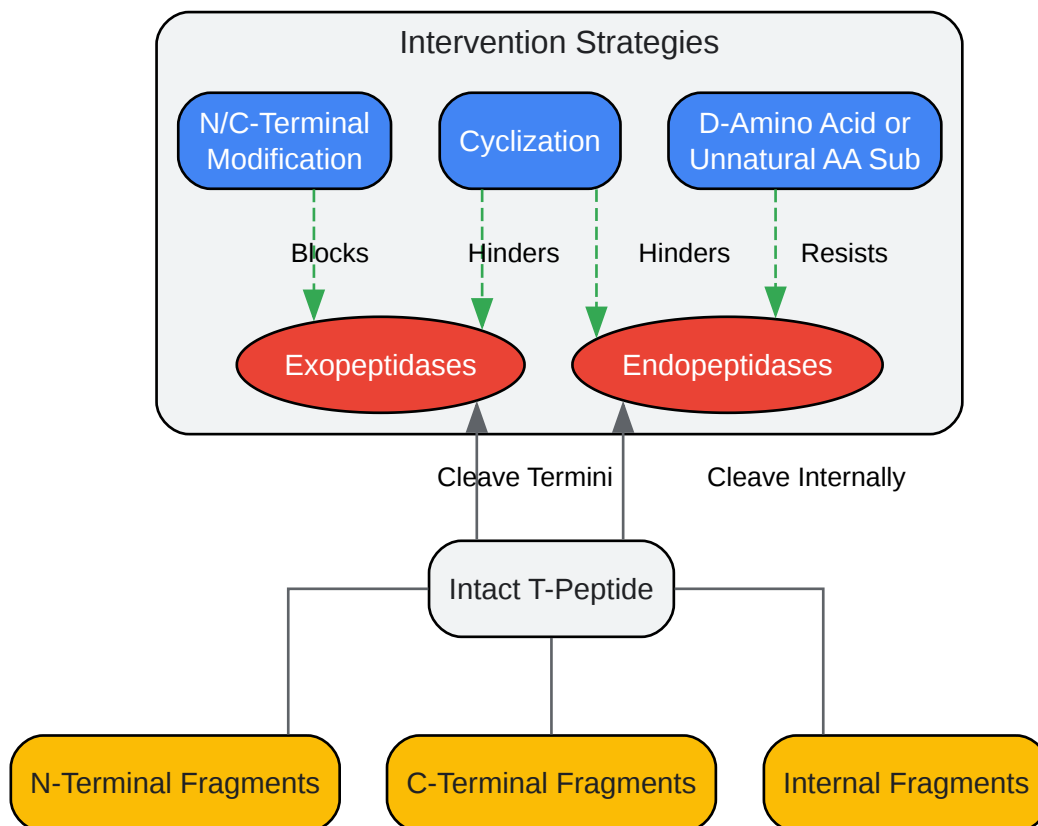 Intervention Strategies
N/C-Terminal
Modification
Cyclization
D-Amino Acid or
Unnatural AA Sub
Blocks
Hinders
Hinders
Resists
Exopeptidases
Endopeptidases
Cleave Termini
Cleave Internally
Intact T-Peptide
N-Terminal Fragments
C-Terminal Fragments
Internal Fragments